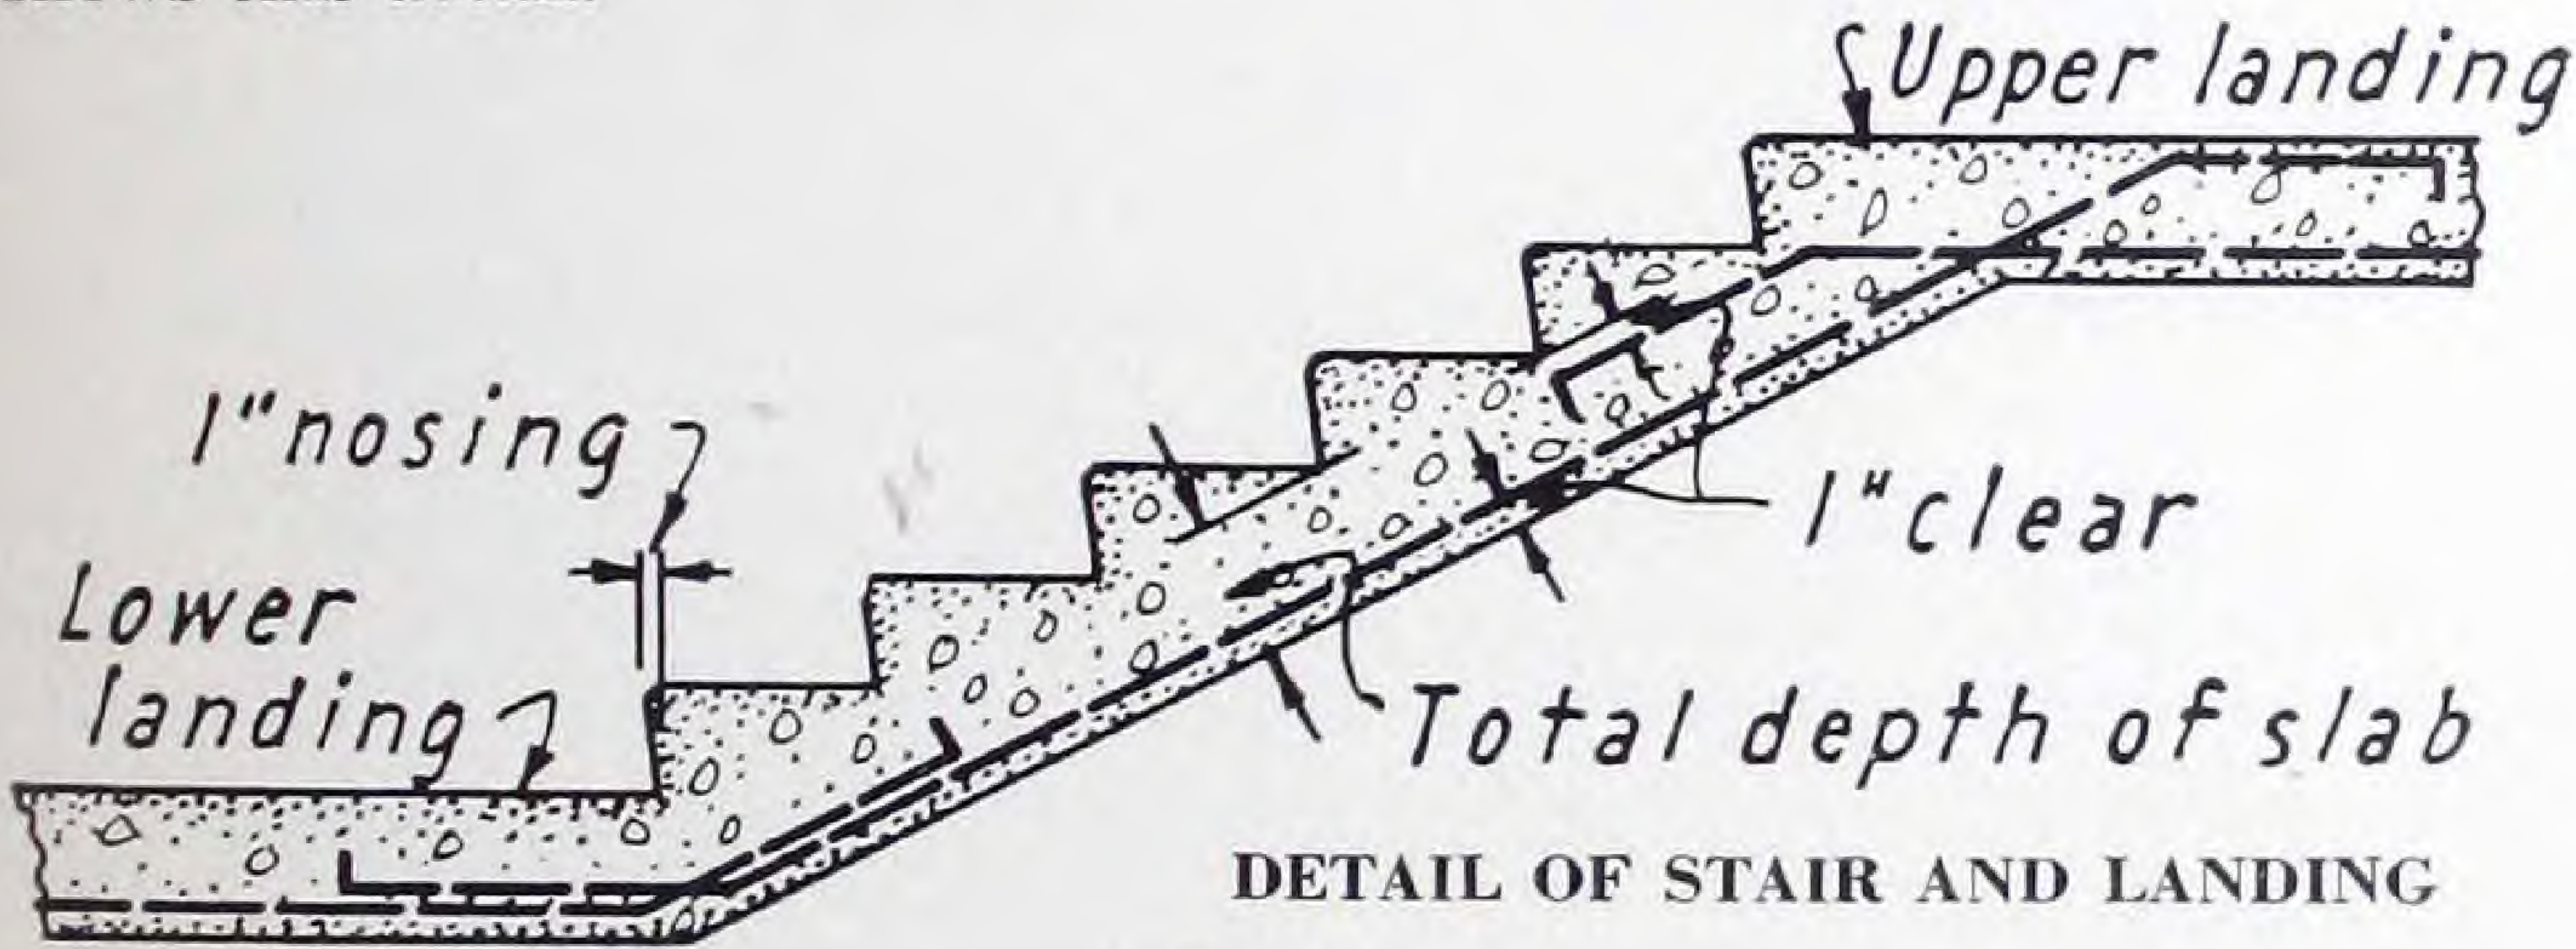 Upper landing
1" nosing
Lower
landing
1" clear
Total depth of slab
DETAIL OF STAIR AND LANDING